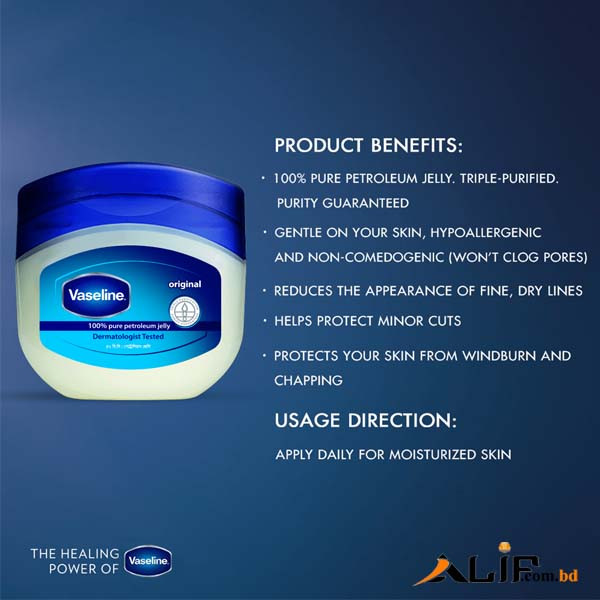 PRODUCT BENEFITS:
· 100% PURE PETROLEUM JELLY. TRIPLE-PURIFIED.
PURITY GUARANTEED
· GENTLE ON YOUR SKIN, HYPOALLERGENIC
AND NON-COMEDOGENIC (WON'T CLOG PORES)
· REDUCES THE APPEARANCE OF FINE, DRY LINES
· HELPS PROTECT MINOR CUTS
· PROTECTS YOUR SKIN FROM WINDBURN AND
CHAPPING
USAGE DIRECTION:
APPLY DAILY FOR MOISTURIZED SKIN
original
Vaseline
100% pure petroleum jelly
Dermatologist Tested
THE HEALING
POWER OF Vaseline
ALIF.com.bd